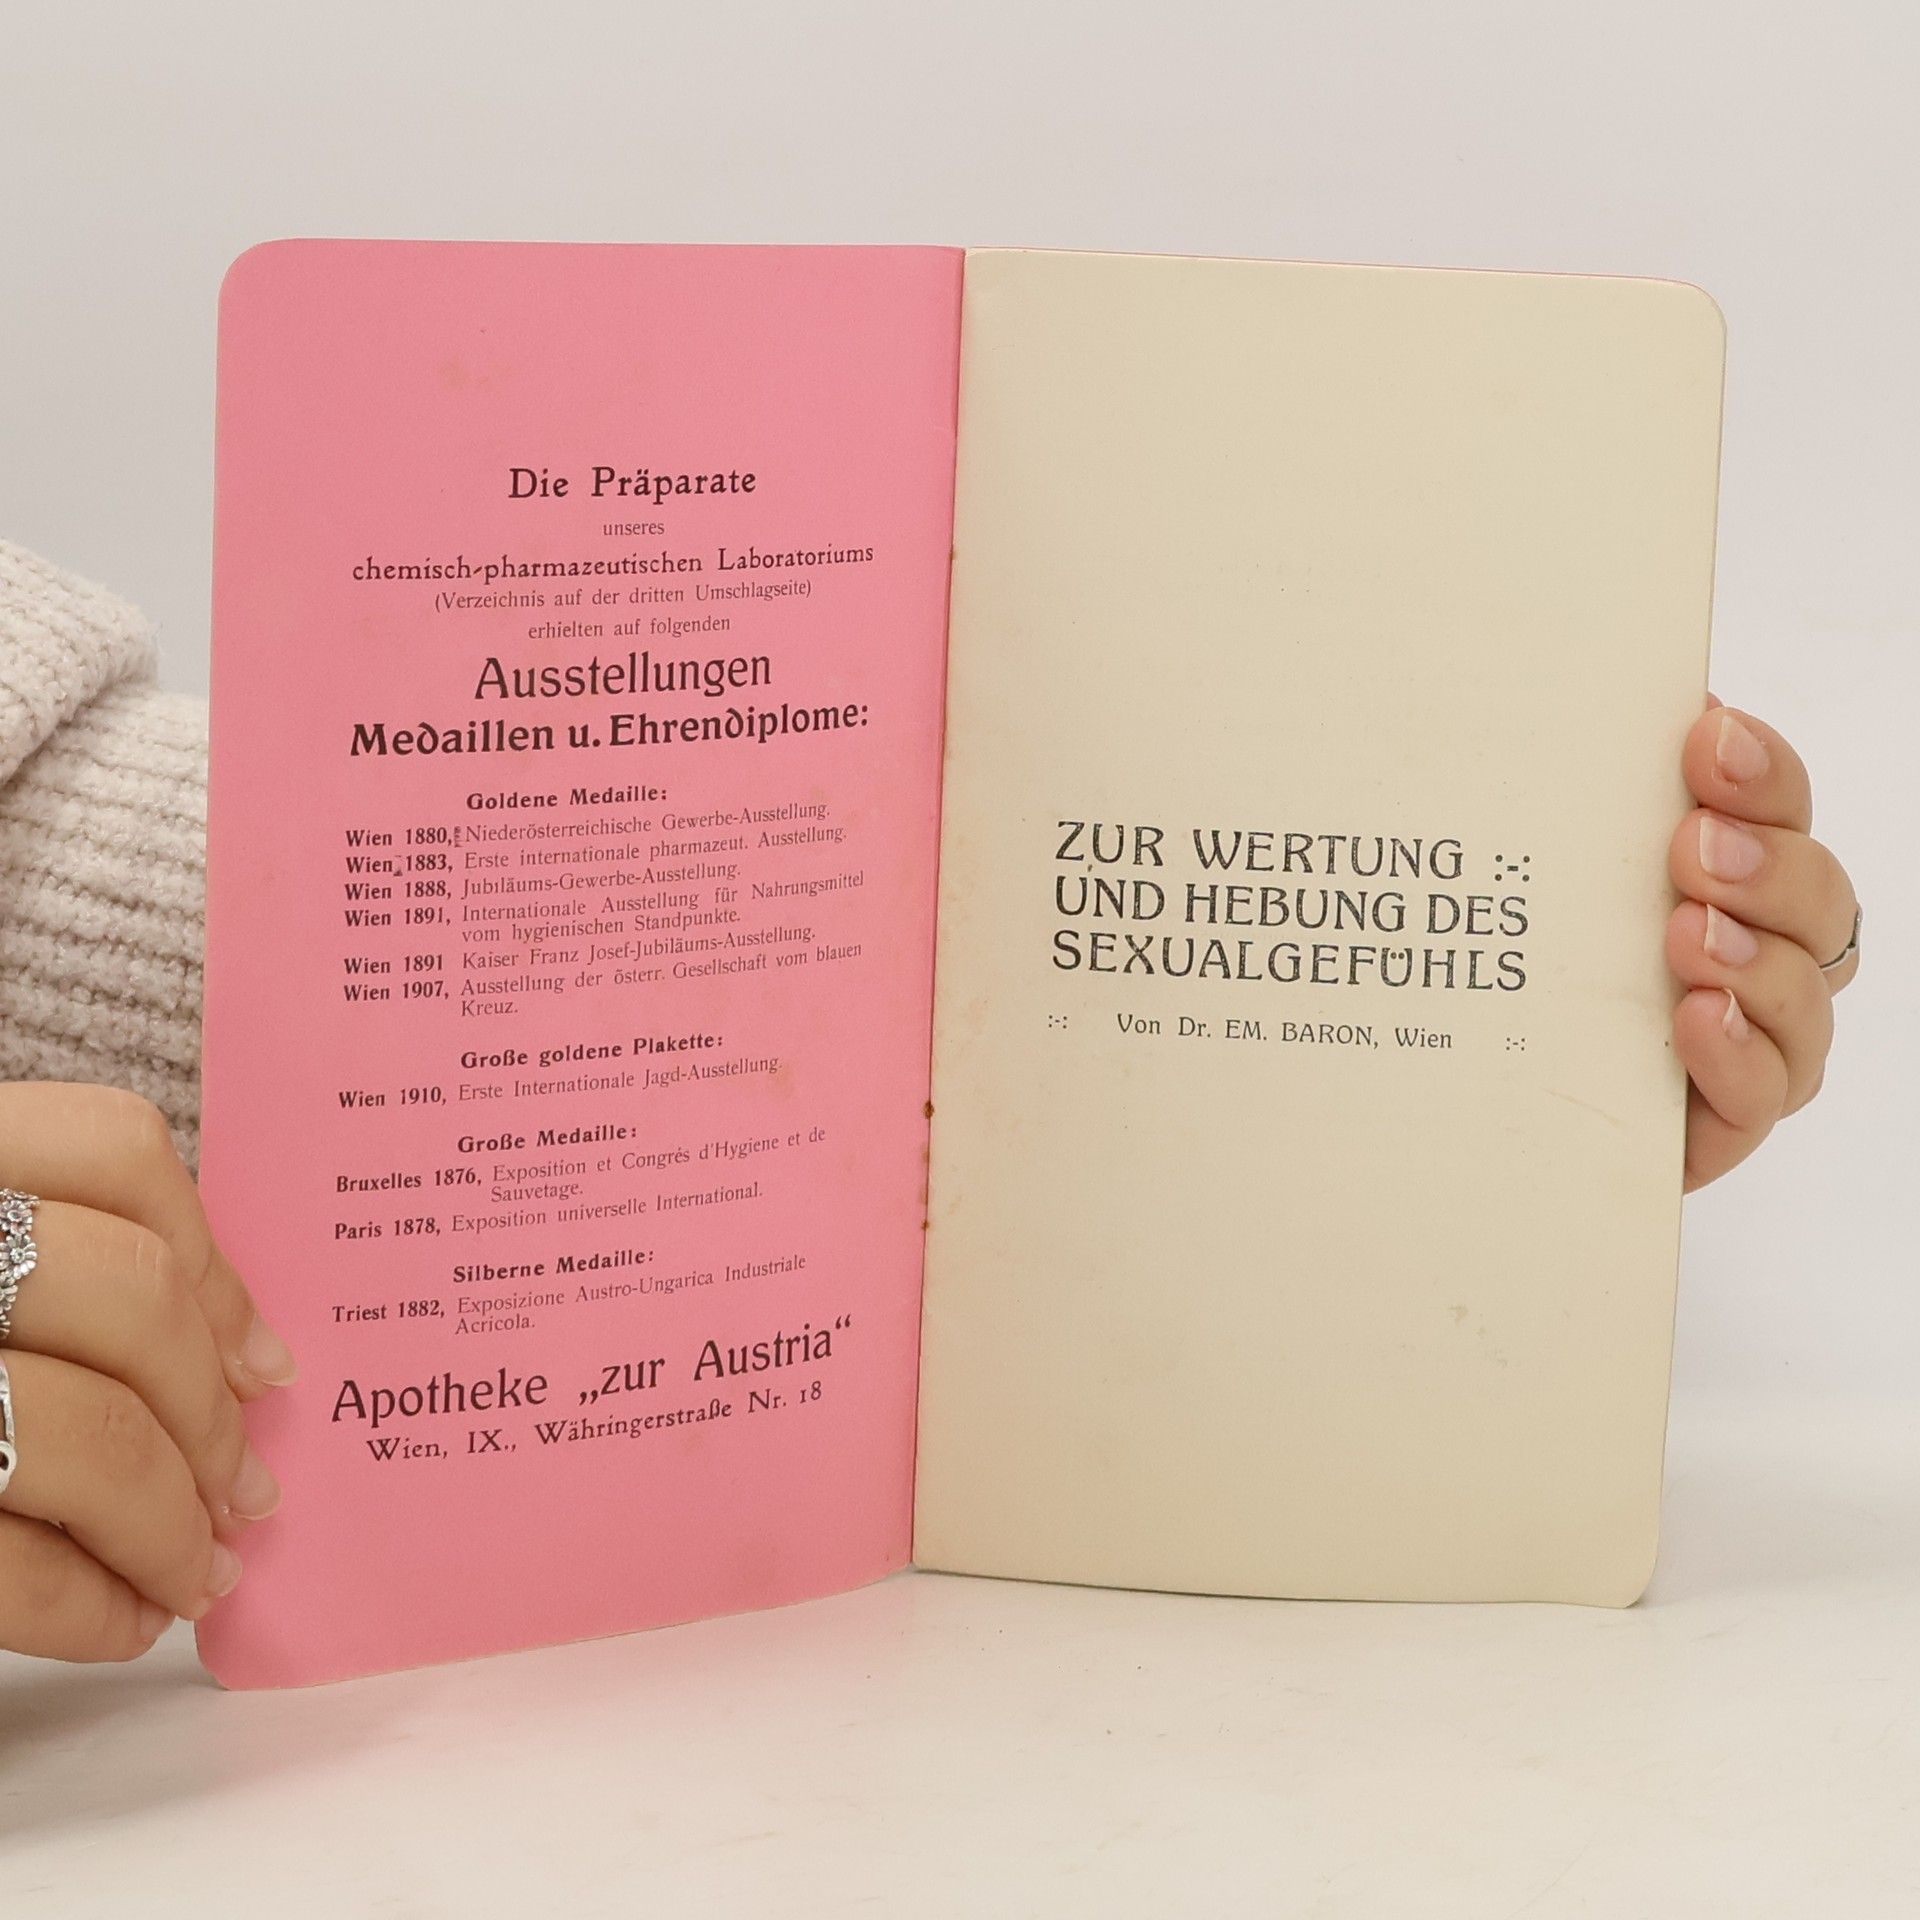 Die Präparate
unseres
chemisch-pharmazeutischen Laboratoriums
(Verzeichnis auf der dritten Umschlagseite)
erhielten auf folgenden
Ausstellungen
Medaillen u. Ehrendiplome:
Goldene Medaille:
Wien 1880, Niederösterreichische Gewerbe-Ausstellung.
Wien 1883, Erste internationale pharmazeut. Ausstellung.
Wien 1888, Jubiläums-Gewerbe-Ausstellung.
Wien 1891, Internationale Ausstellung für Nahrungsmittel
vom hygienischen Standpunkte.
Wien 1891 Kaiser Franz Josef-Jubiläums-Ausstellung.
Wien 1907, Ausstellung der österr. Gesellschaft vom blauen
Kreuz.
Große goldene Plakette:
Wien 1910, Erste Internationale Jagd-Ausstellung.
Große Medaille:
Bruxelles 1876, Exposition et Congrés d'Hygiene et de
Sauvetage.
Paris 1878, Exposition universelle International.
Silberne Medaille:
Triest 1882, Exposizione Austro-Ungarica Industriale
Acricola.
Apotheke „zur Austria“
Wien, IX., Währingerstraße Nr. 18
ZUR WERTUNG :-:
UND HEBUNG DES
SEXUALGEFÜHLS
:-: Von Dr. EM. BARON, Wien :-: